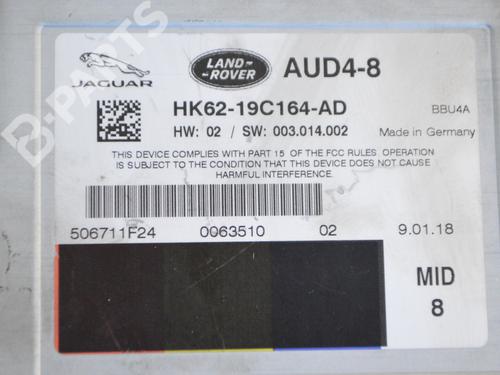 B-PARTS
JAGUAR
LAND
ROVER
AUD4-8
HK62-19C164-AD
BBU4A
HW: 02 / SW: 003.014.002
Made in Germany
THIS DEVICE COMPLIES WITH PART 15 OF THE FCC RULES OPERATION
IS SUBJECT TO THE CONDITION THAT THIS DEVICE DOES NOT CAUSE
HARMFUL INTERFERENCE.
506711F24 0063510 02 9.01.18
MID
8